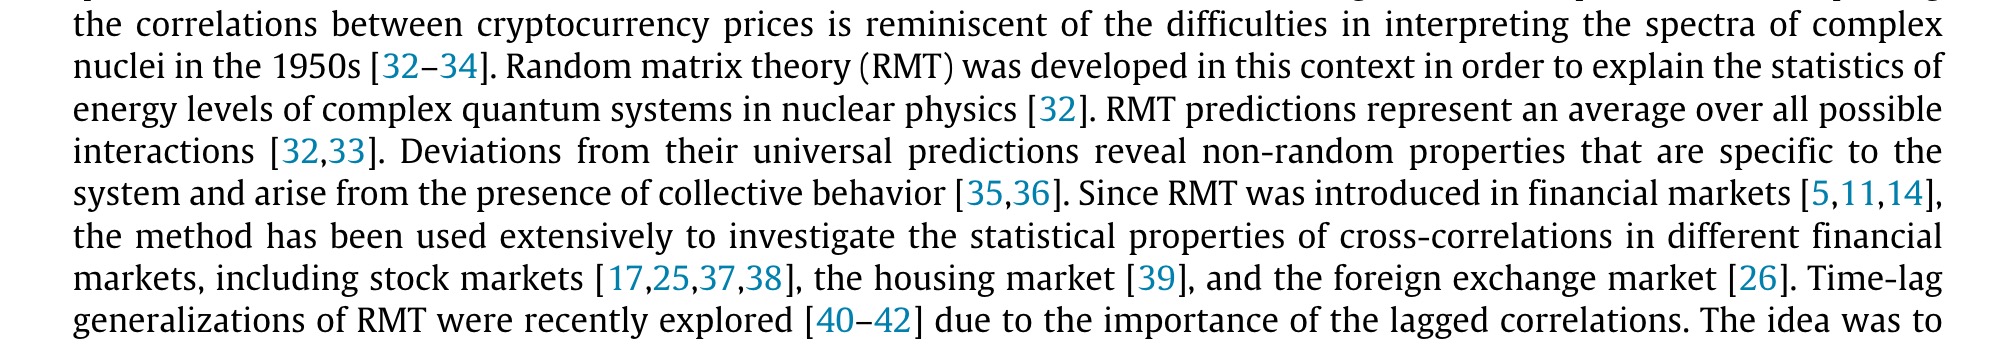 the correlations between cryptocurrency prices is reminiscent of the difficulties in interpreting the spectra of complex
nuclei in the 1950s [32–34]. Random matrix theory (RMT) was developed in this context in order to explain the statistics of
energy levels of complex quantum systems in nuclear physics [32]. RMT predictions represent an average over all possible
interactions [32,33]. Deviations from their universal predictions reveal non-random properties that are specific to the
system and arise from the presence of collective behavior [35,36]. Since RMT was introduced in financial markets [5,11,14],
the method has been used extensively to investigate the statistical properties of cross-correlations in different financial
markets, including stock markets [17,25,37,38], the housing market [39], and the foreign exchange market [26]. Time-lag
generalizations of RMT were recently explored [40–42] due to the importance of the lagged correlations. The idea was to